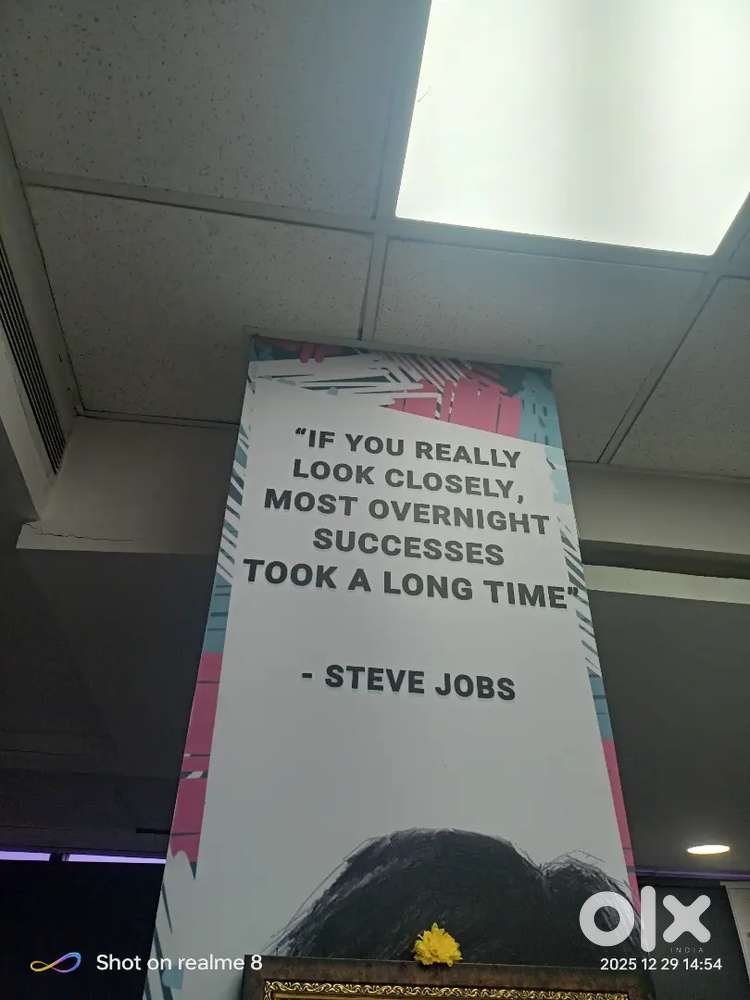 “IF YOU REALLY
LOOK CLOSELY,
MOST OVERNIGHT
SUCCESSES
TOOK A LONG TIME”
- STEVE JOBS
olx
INDIA
Shot on realme 8
2025 12 29 14:54